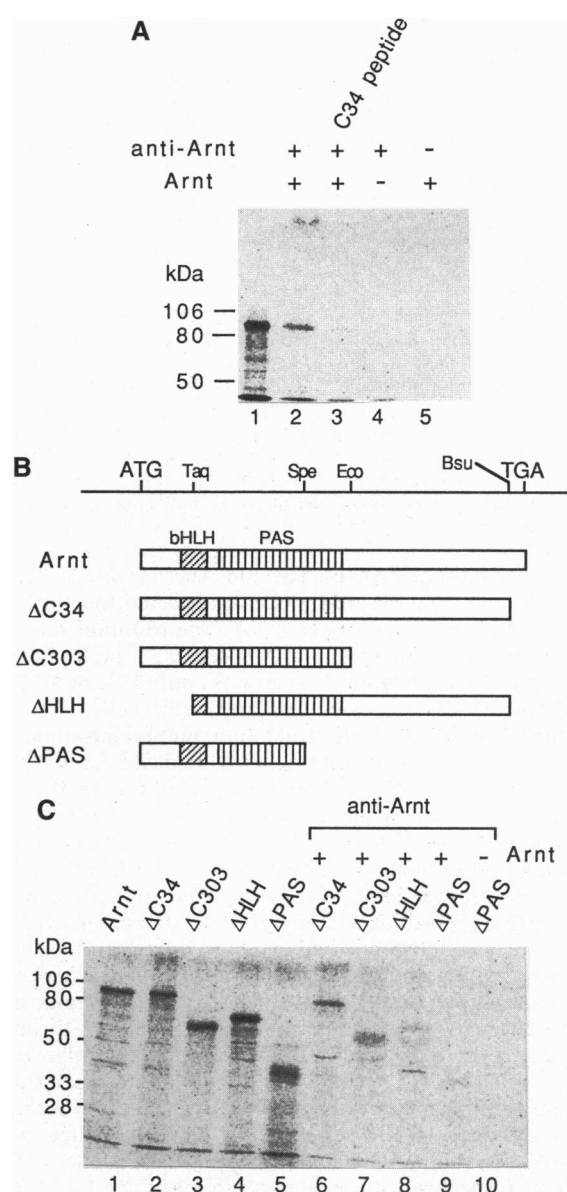 A
C34 peptide
anti-Arnt + + + -
Arnt + + - +
kDa
106
80
50
1 2 3 4 5
B
ATG Taq Spe Eco Bsu TGA
bHLH PAS
Arnt
ΔC34
ΔC303
ΔHLH
ΔPAS
C
anti-Arnt
+ + + + - Arnt
Arnt ΔC34 ΔC303 ΔHLH ΔPAS ΔC34 ΔC303 ΔHLH ΔPAS ΔPAS
kDa
106
80
50
33
28
1 2 3 4 5 6 7 8 9 10